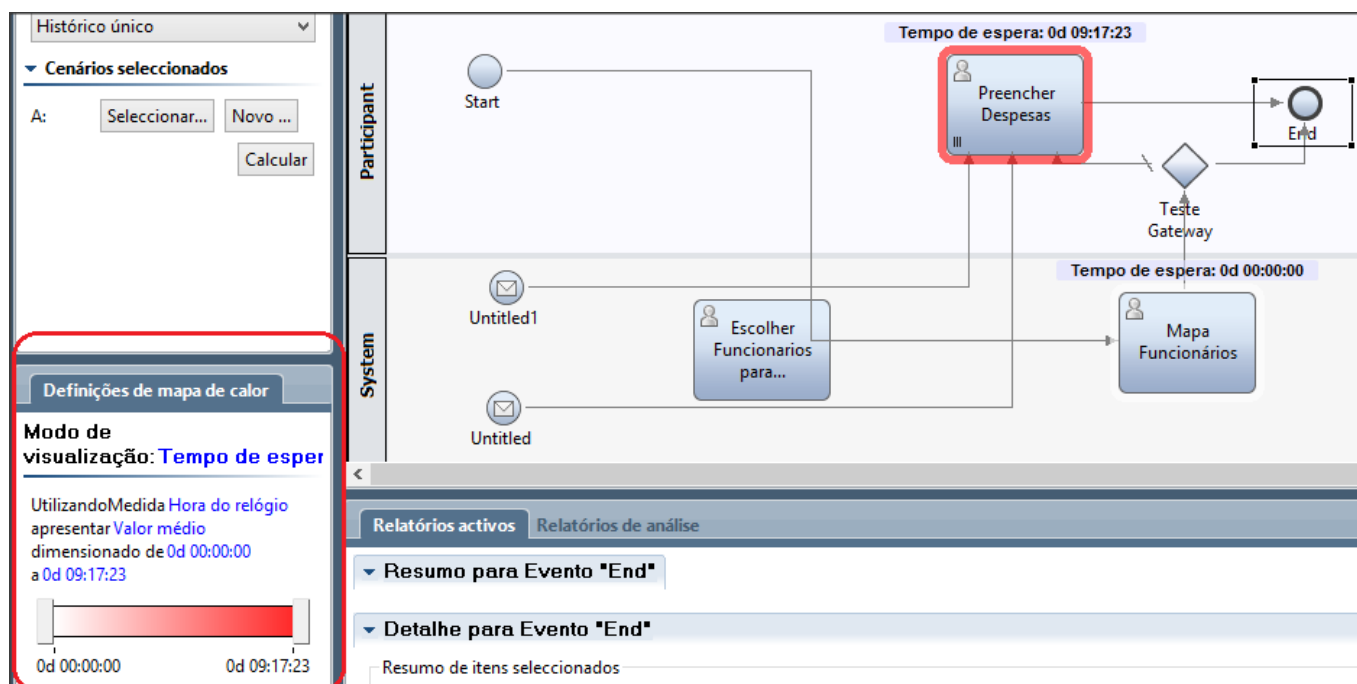 Histórico único
Cenários seleccionados
A:
Seleccionar...
Novo ...
Calcular
Definições de mapa de calor
Modo de
visualização: Tempo de esper
UtilizandoMedida Hora do relógio
apresentar Valor médio
dimensionado de 0d 00:00:00
a 0d 09:17:23
0d 00:00:00
0d 09:17:23
Participant
Tempo de espera: 0d 09:17:23
Start
Preencher
Despesas
End
Teste
Gateway
System
Tempo de espera: 0d 00:00:00
Untitled1
Escolher
Funcionarios
para...
Mapa
Funcionários
Untitled
Relatórios activos
Relatórios de análise
Resumo para Evento "End"
Detalhe para Evento "End"
Resumo de itens seleccionados